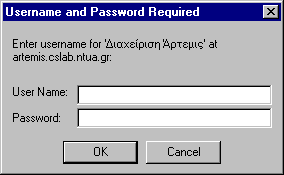 Username and Password Required
Enter username for 'Διαχείριση Άρτεμις' at
artemis.cslab.ntua.gr:
User Name:
Password:
OK Cancel